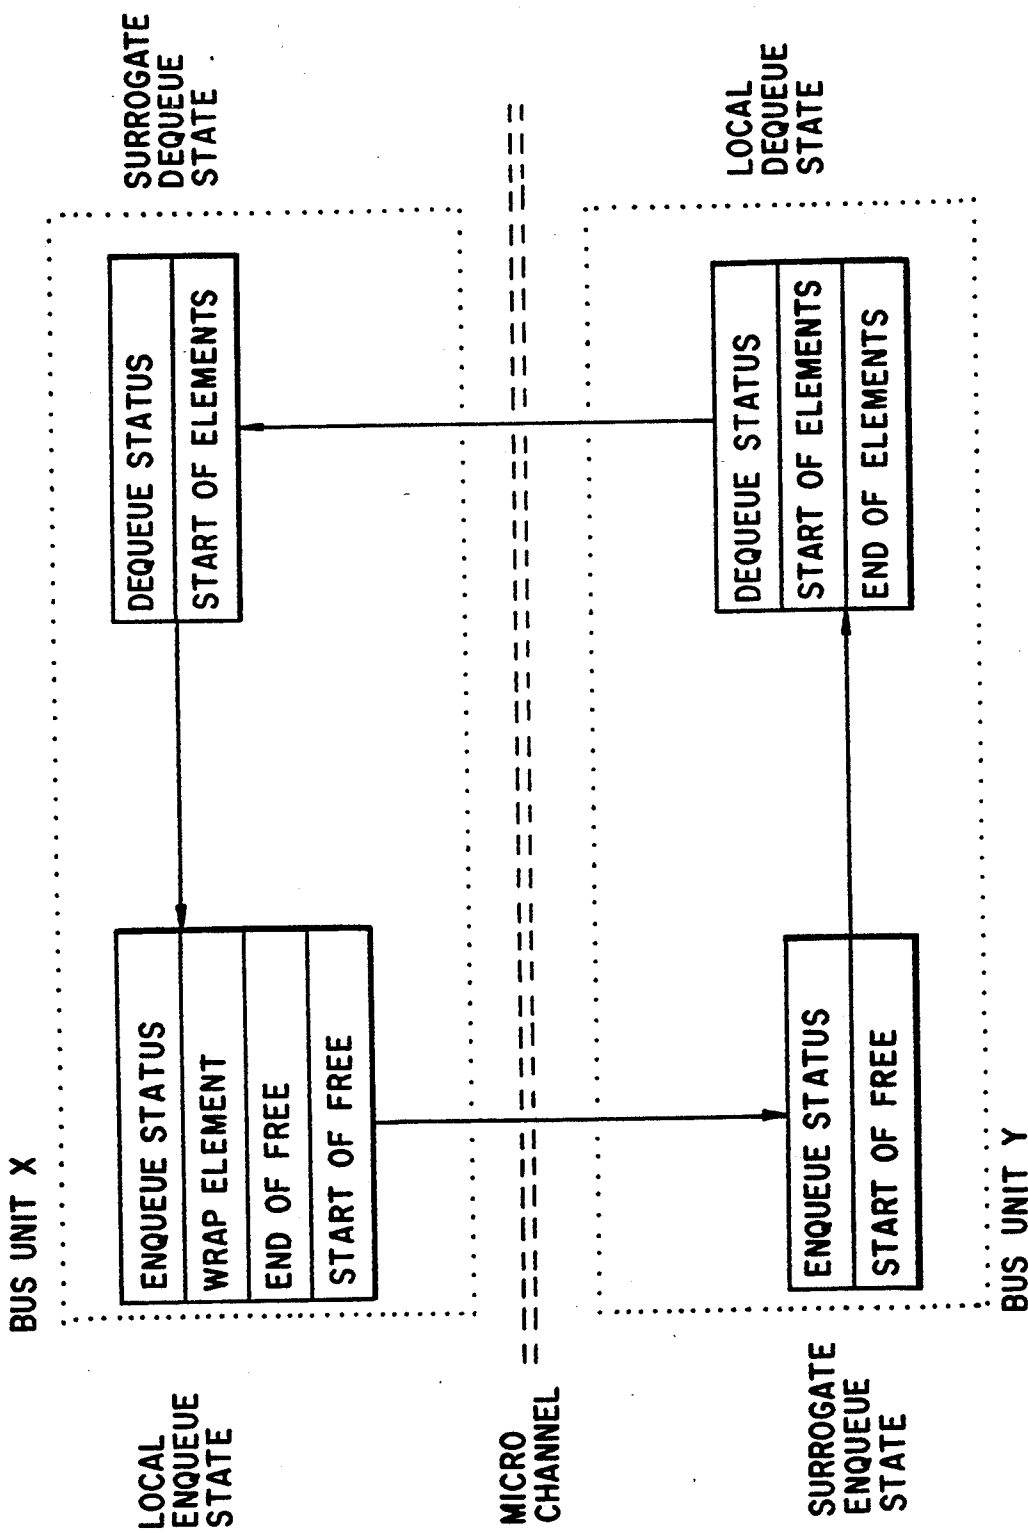 BUS UNIT X
LOCAL
ENQUEUE
STATE
ENQUEUE STATUS
WRAP ELEMENT
END OF FREE
START OF FREE
SURROGATE
DEQUEUE
STATE
DEQUEUE STATUS
START OF ELEMENTS
MICRO
CHANNEL
SURROGATE
ENQUEUE
STATE
ENQUEUE STATUS
START OF FREE
LOCAL
DEQUEUE
STATE
DEQUEUE STATUS
START OF ELEMENTS
END OF ELEMENTS
BUS UNIT Y